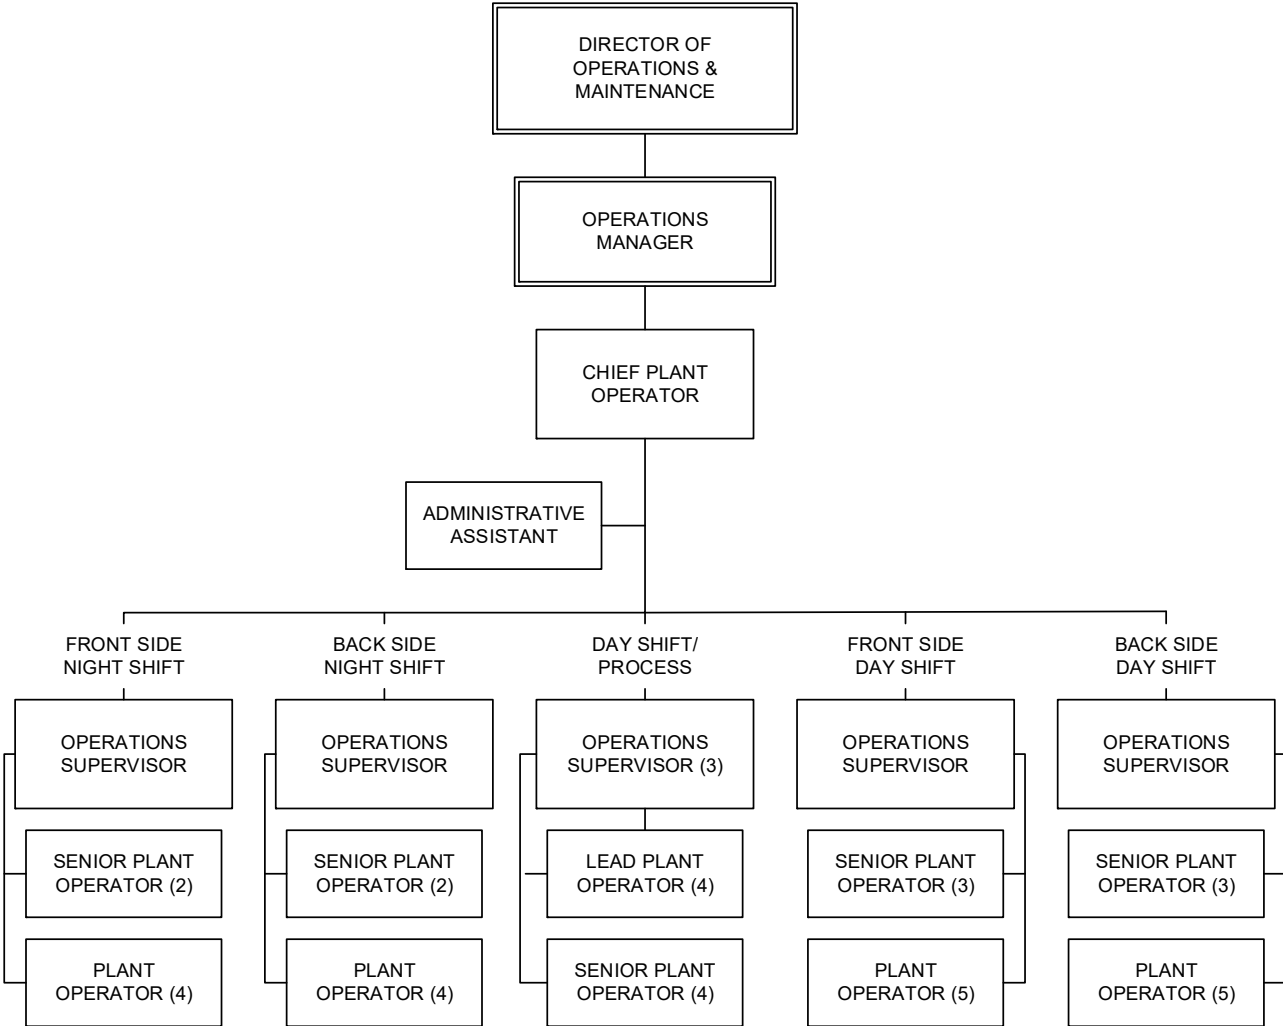 DIRECTOR OF
OPERATIONS &
MAINTENANCE
OPERATIONS
MANAGER
CHIEF PLANT
OPERATOR
ADMINISTRATIVE
ASSISTANT
FRONT SIDE
NIGHT SHIFT
BACK SIDE
NIGHT SHIFT
DAY SHIFT/
PROCESS
FRONT SIDE
DAY SHIFT
BACK SIDE
DAY SHIFT
OPERATIONS
SUPERVISOR
OPERATIONS
SUPERVISOR
OPERATIONS
SUPERVISOR (3)
OPERATIONS
SUPERVISOR
OPERATIONS
SUPERVISOR
SENIOR PLANT
OPERATOR (2)
SENIOR PLANT
OPERATOR (2)
LEAD PLANT
OPERATOR (4)
SENIOR PLANT
OPERATOR (3)
SENIOR PLANT
OPERATOR (3)
PLANT
OPERATOR (4)
PLANT
OPERATOR (4)
SENIOR PLANT
OPERATOR (4)
PLANT
OPERATOR (5)
PLANT
OPERATOR (5)